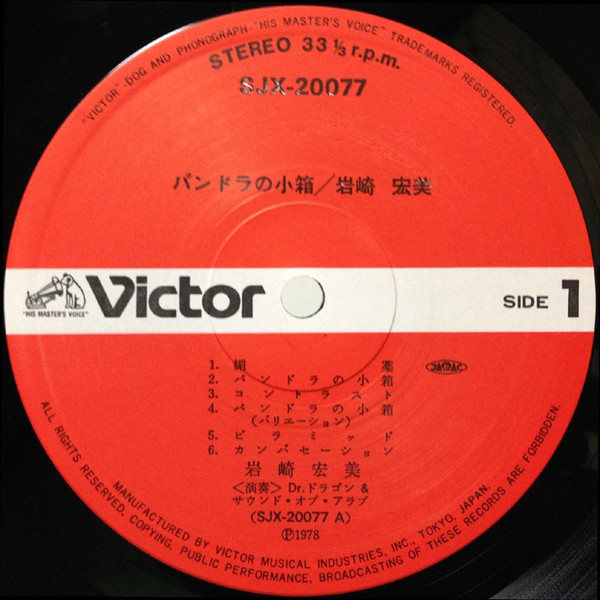 "VICTOR"-DOG AND PHONOGRAPH-"HIS MASTER'S VOICE" TRADEMARKS REGISTERED.
STEREO 33 ⅓ r.p.m.
SJX-20077
パンドラの小箱／岩崎 宏美
Victor
"HIS MASTER'S VOICE"
SIDE 1
1. 媚薬
JASRAC
2. パンドラの小箱
3. コントラスト
4. パンドラの小箱
(バリエーション)
5. ピラミッド
6. カンバセーション
岩崎宏美
＜演奏＞Dr.ドラゴン &
サウンド・オブ・アラブ
(SJX-20077 A)
Ⓟ1978
MANUFACTURED BY VICTOR MUSICAL INDUSTRIES, INC., TOKYO, JAPAN.
ALL RIGHTS RESERVED, COPYING, PUBLIC PERFORMANCE, BROADCASTING OF THESE RECORDS ARE FORBIDDEN.